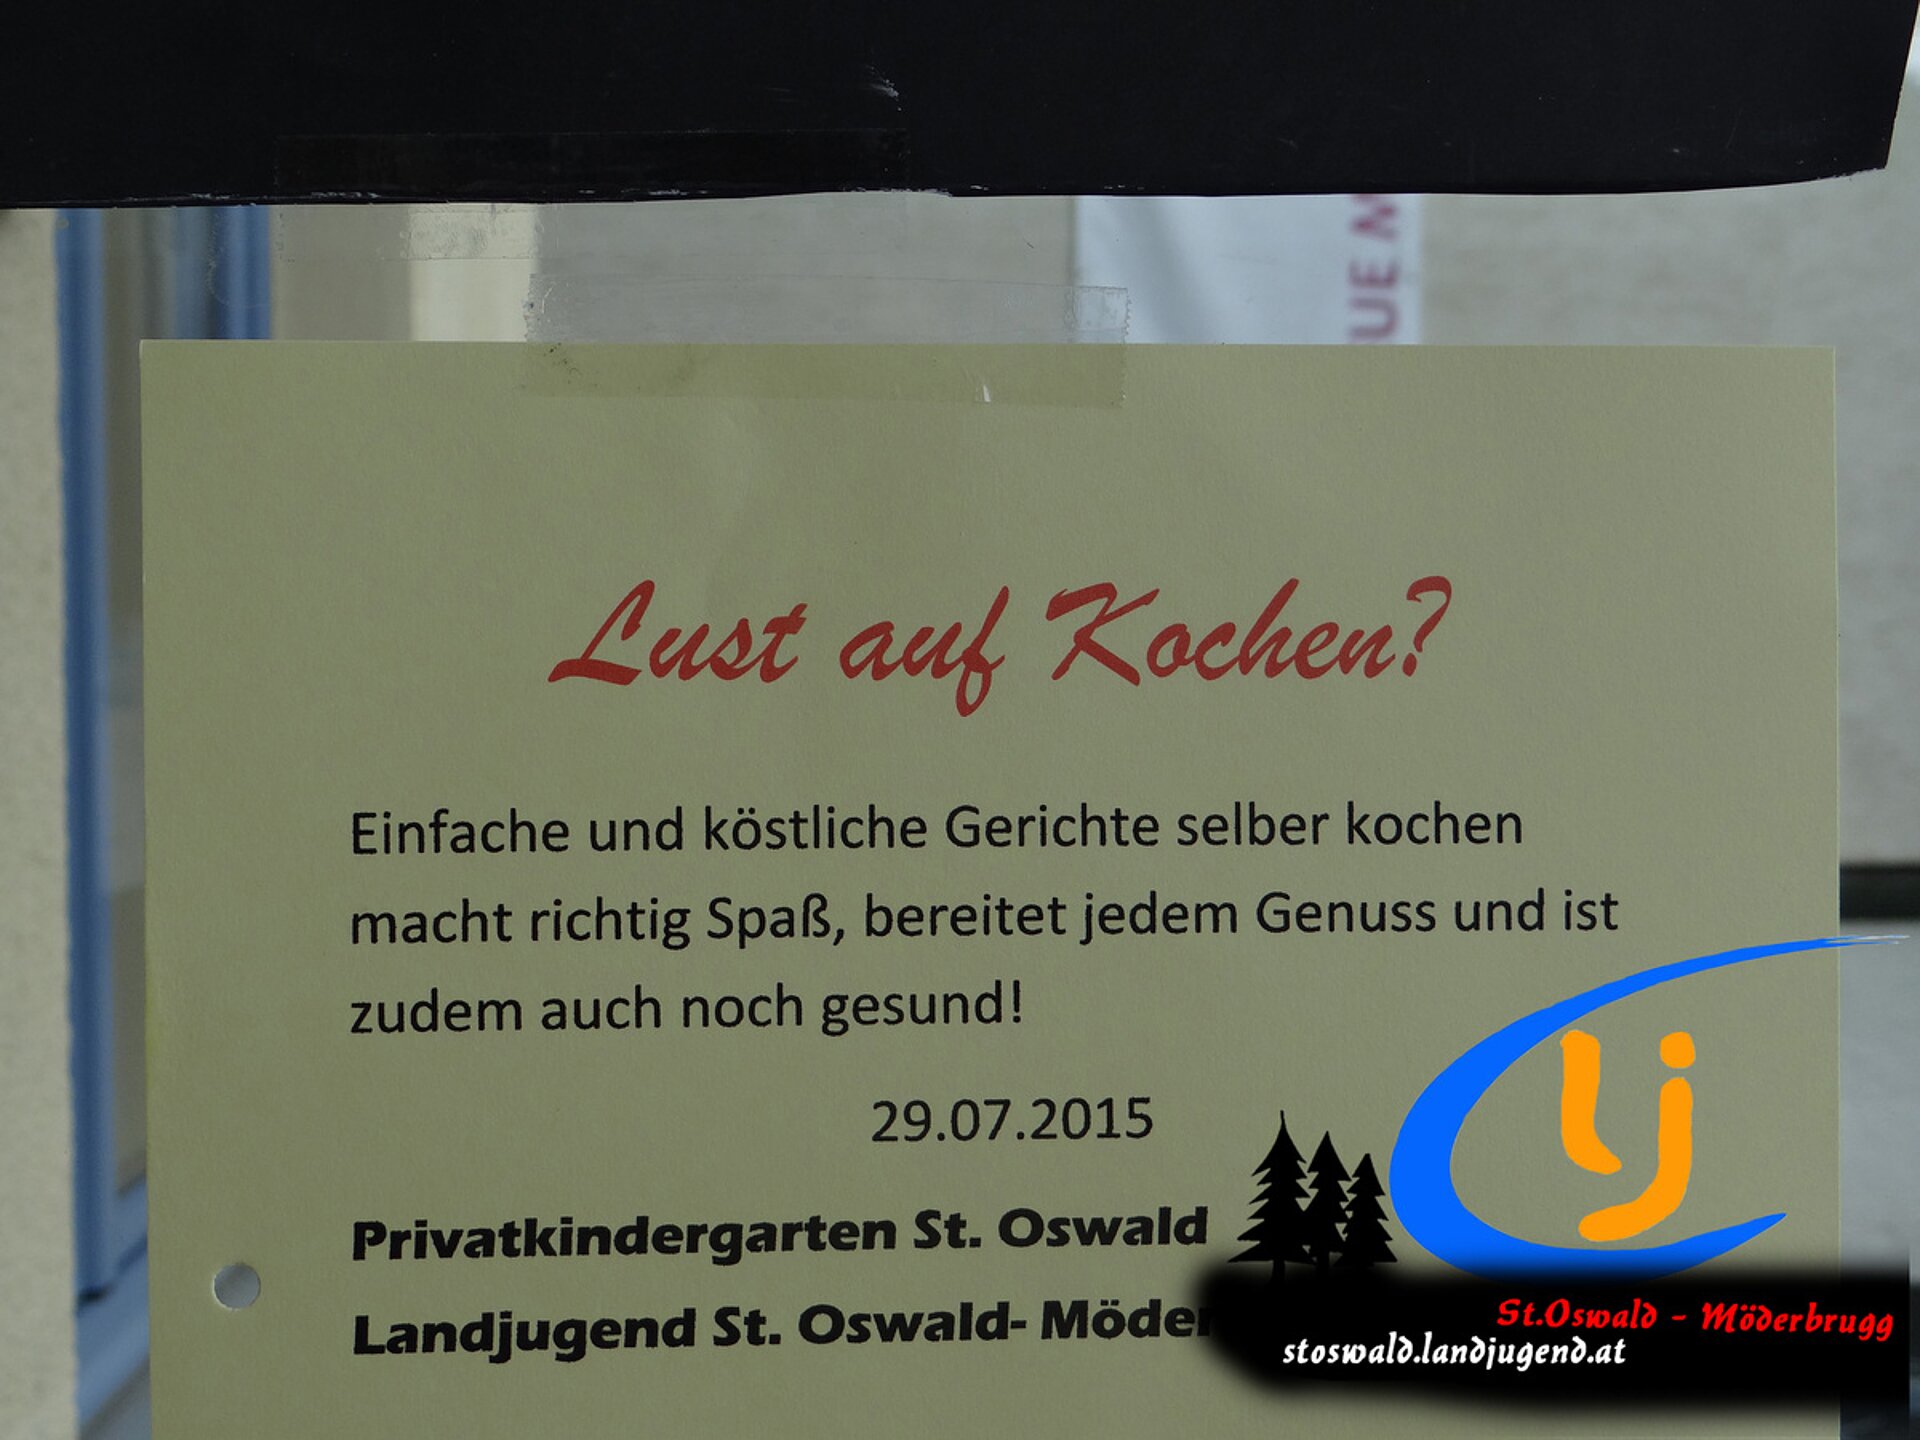 UE M
Lust auf Kochen?
Einfache und köstliche Gerichte selber kochen
macht richtig Spaß, bereitet jedem Genuss und ist
zudem auch noch gesund!
29.07.2015
Privatkindergarten St. Oswald
Landjugend St. Oswald- Möder
lj
St.Oswald - Möderbrugg
stoswald.landjugend.at